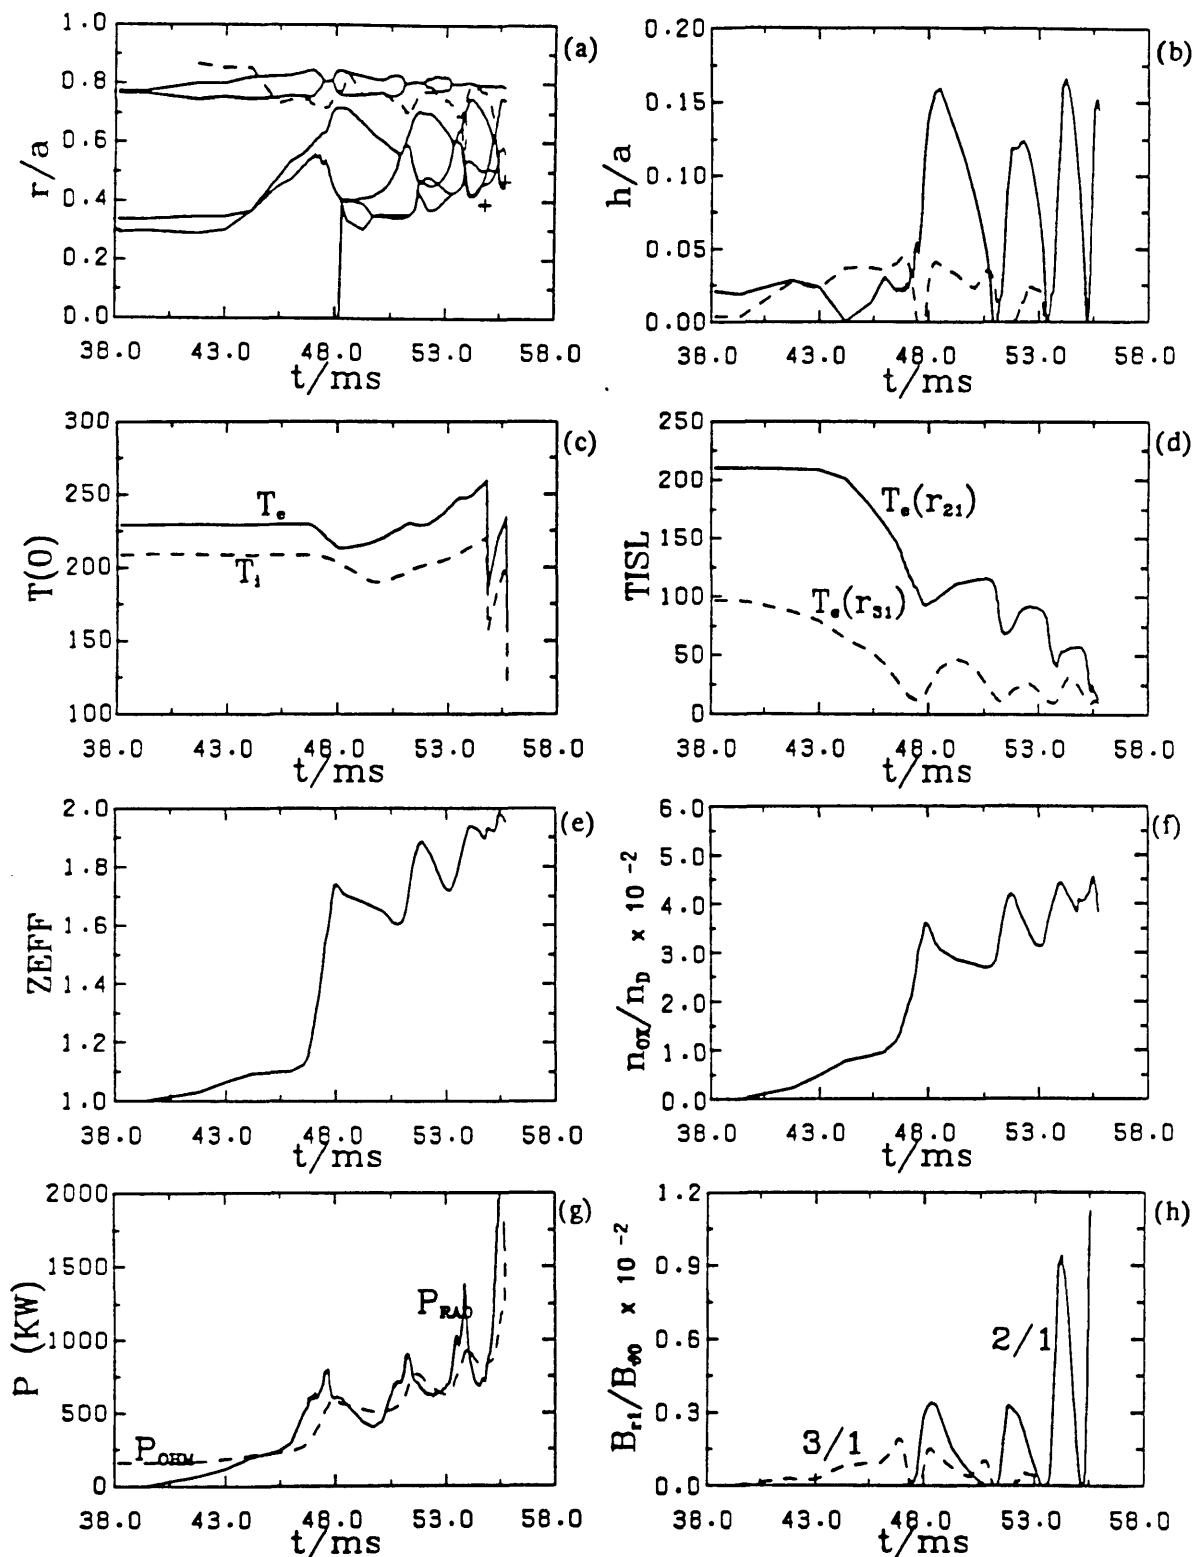 1.0
0.8
0.6
0.4
0.2
0.0
r/a
(a)
38.0 43.0 48.0 53.0 58.0
t/ms
0.20
0.15
0.10
0.05
0.00
h/a
(b)
38.0 43.0 48.0 53.0 58.0
t/ms
300
250
200
150
100
T(0)
T_e
T_i
(c)
38.0 43.0 48.0 53.0 58.0
t/ms
250
200
150
100
50
0
TISL
T_e(r_21)
T_e(r_31)
(d)
38.0 43.0 48.0 53.0 58.0
t/ms
2.0
1.8
1.6
1.4
1.2
1.0
ZEFF
(e)
38.0 43.0 48.0 53.0 58.0
t/ms
6.0
5.0
4.0
3.0
2.0
1.0
0.0
n_OX/n_D x 10^-2
(f)
38.0 43.0 48.0 53.0 58.0
t/ms
2000
1500
1000
500
0
P (KW)
P_RAD
P_OHM
(g)
38.0 43.0 48.0 53.0 58.0
t/ms
1.2
0.9
0.6
0.3
0.0
B_r1/B_θ0 x 10^-2
2/1
3/1
(h)
38.0 43.0 48.0 53.0 58.0
t/ms